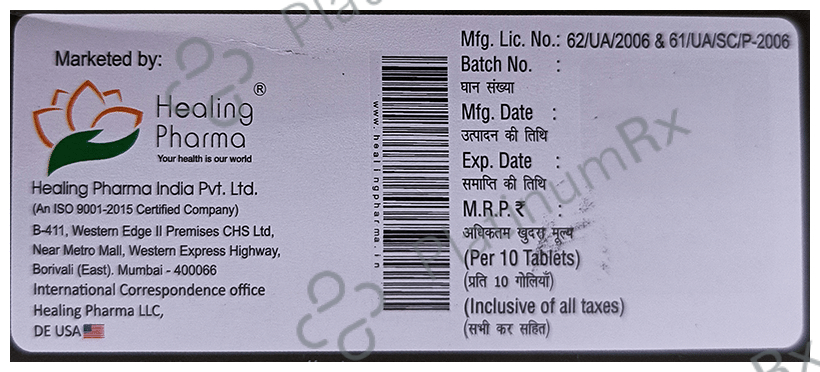 Marketed by:
®
Healing
Pharma
Your health is our world
Healing Pharma India Pvt. Ltd.
(An ISO 9001-2015 Certified Company)
B-411, Western Edge II Premises CHS Ltd,
Near Metro Mall, Western Express Highway,
Borivali (East). Mumbai - 400066
International Correspondence office
Healing Pharma LLC,
DE USA
www.healingpharma.in
Mfg. Lic. No.: 62/UA/2006 & 61/UA/SC/P-2006
Batch No. :
घान संख्या
Mfg. Date :
उत्पादन की तिथि
Exp. Date :
समाप्ति की तिथि
M.R.P. ₹ :
अधिकतम खुदरा मूल्य
(Per 10 Tablets)
(प्रति 10 गोलियाँ)
(Inclusive of all taxes)
(सभी कर सहित)
PlatinumRx
PlatinumRx
Rx